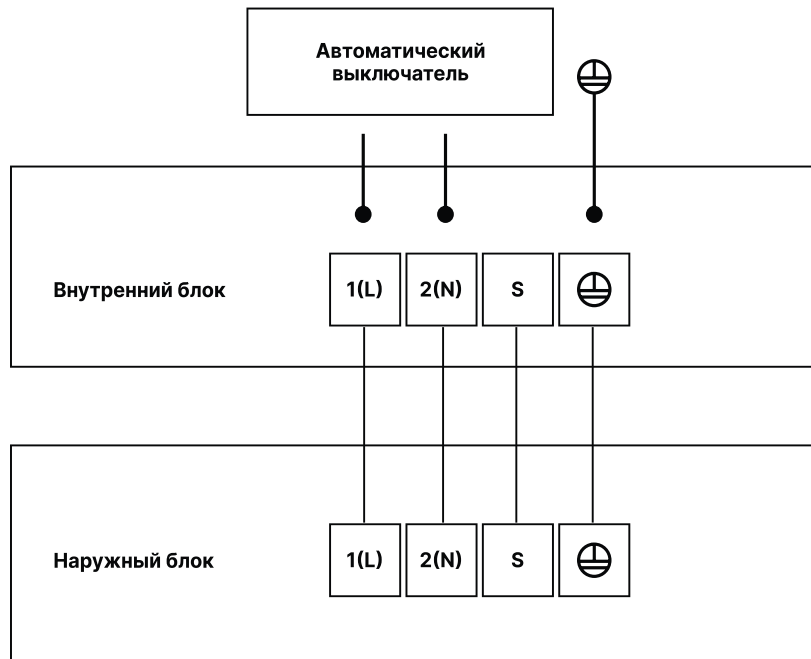 Автоматический
выключатель
Внутренний блок
1(L) 2(N) S
Наружный блок
1(L) 2(N) S